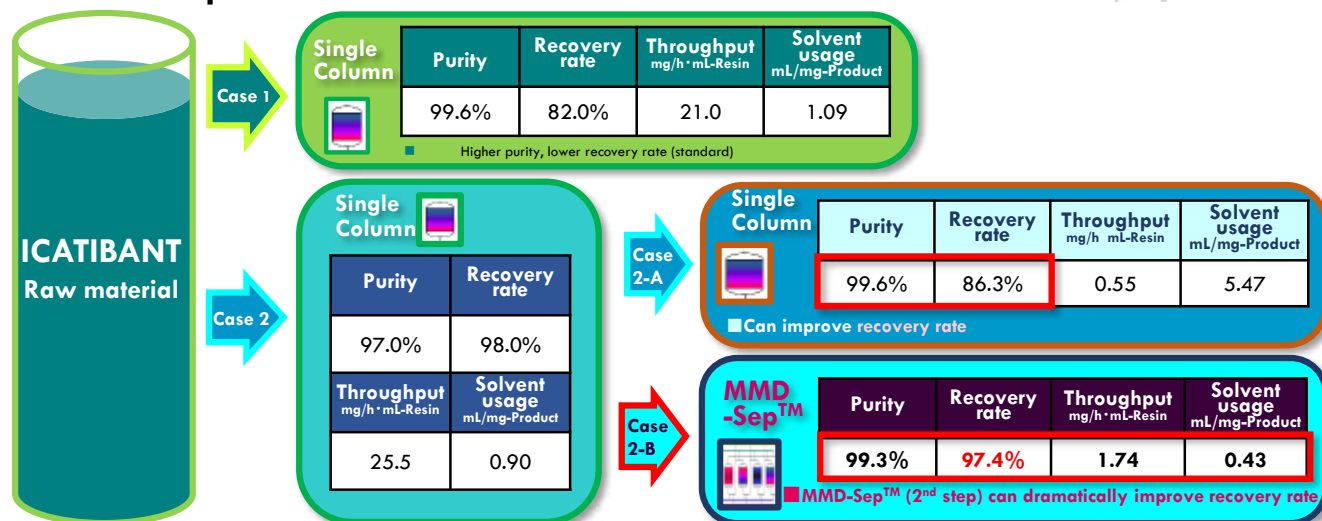 ICATIBANT
Raw material
Case 1
Single
Column
Purity
Recovery
rate
Throughput
mg/h・mL-Resin
Solvent
usage
mL/mg-Product
99.6%
82.0%
21.0
1.09
■ Higher purity, lower recovery rate (standard)
Case 2
Single
Column
Purity
Recovery
rate
97.0%
98.0%
Throughput
mg/h・mL-Resin
Solvent
usage
mL/mg-Product
25.5
0.90
Case
2-A
Single
Column
Purity
Recovery
rate
Throughput
mg/h mL-Resin
Solvent
usage
mL/mg-Product
99.6%
86.3%
0.55
5.47
■Can improve recovery rate
Case
2-B
MMD
-Sep™
Purity
Recovery
rate
Throughput
mg/h・mL-Resin
Solvent
usage
mL/mg-Product
99.3%
97.4%
1.74
0.43
■MMD-Sep™ (2nd step) can dramatically improve recovery rate